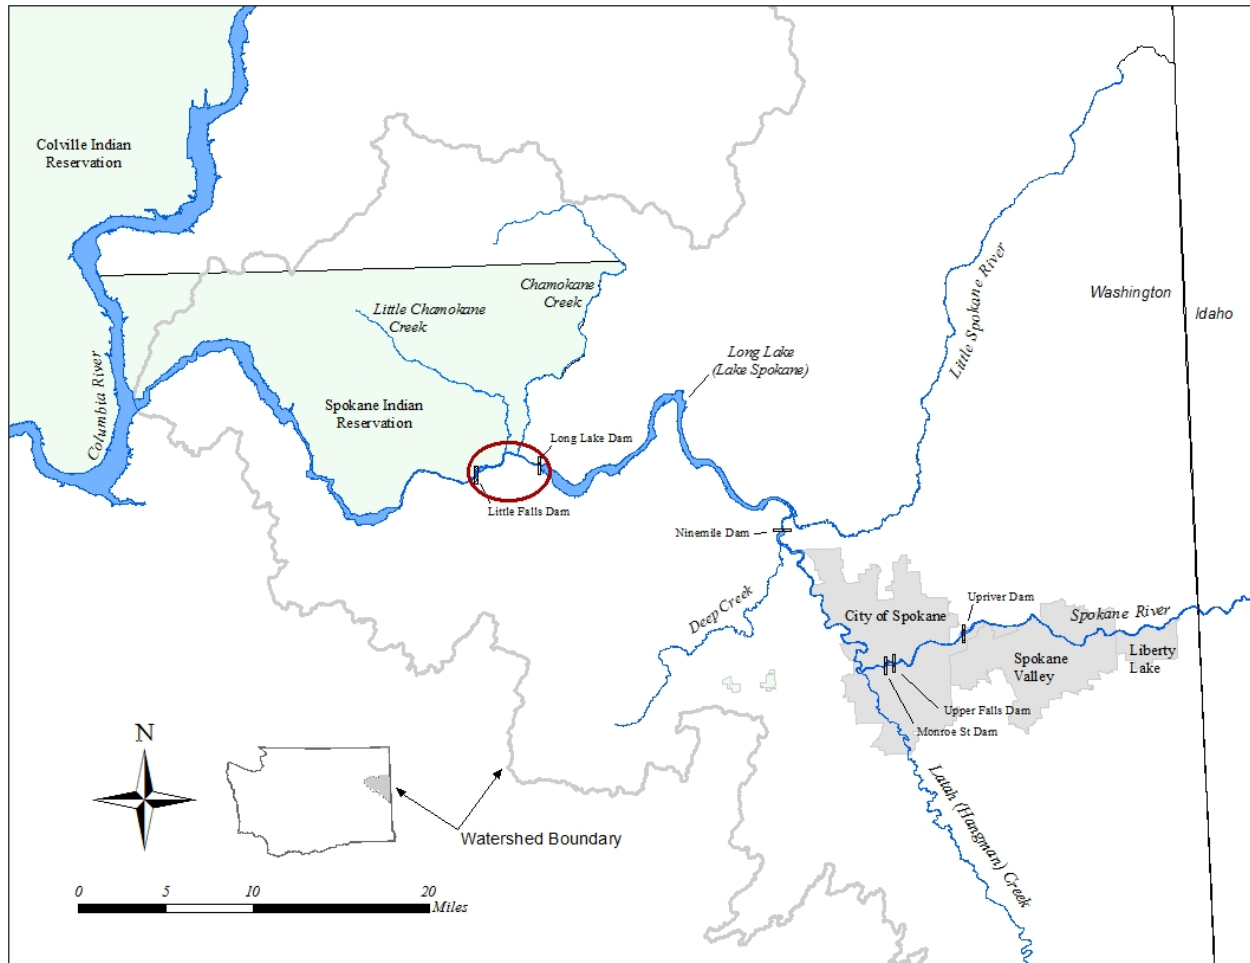 Colville Indian
Reservation
Chamokane
Creek
Little Chamokane
Creek
Washington
Idaho
Little Spokane River
Long Lake
(Lake Spokane)
Columbia River
Spokane Indian
Reservation
Long Lake Dam
Little Falls Dam
Ninemile Dam
Deep Creek
City of Spokane
Upriver Dam
Spokane River
Spokane
Valley
Liberty
Lake
Upper Falls Dam
Monroe St Dam
Latah (Hangman) Creek
N
Watershed Boundary
0 5 10 20
Miles